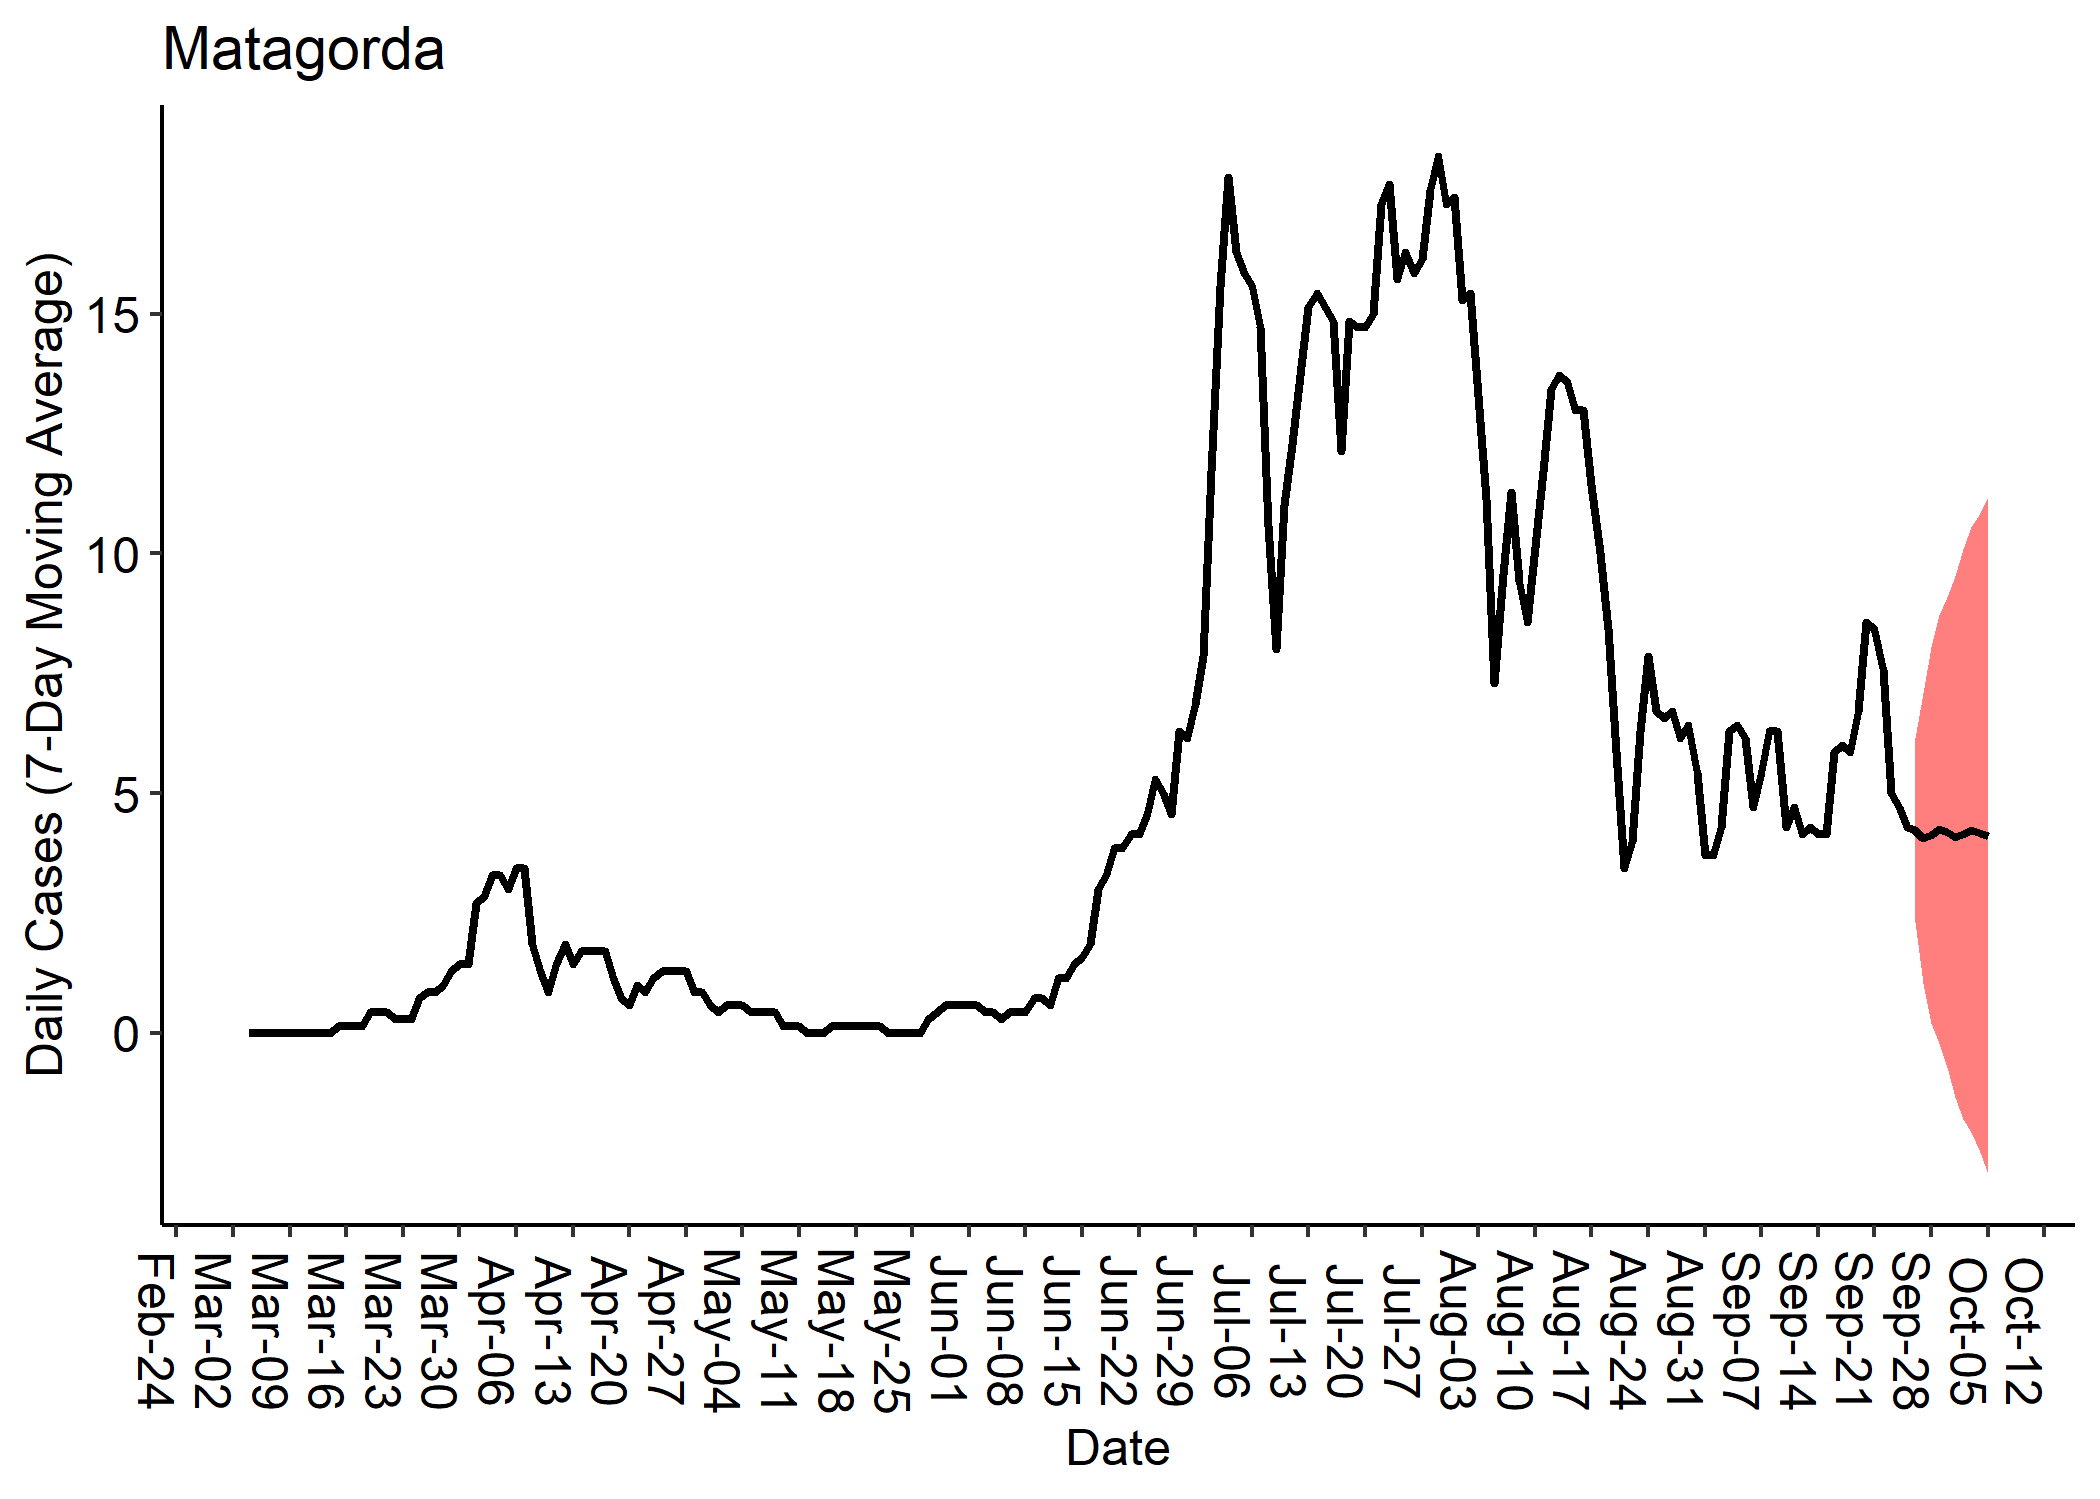 Matagorda
Daily Cases (7-Day Moving Average)
15
10
5
0
Feb-24
Mar-02
Mar-09
Mar-16
Mar-23
Mar-30
Apr-06
Apr-13
Apr-20
Apr-27
May-04
May-11
May-18
May-25
Jun-01
Jun-08
Jun-15
Jun-22
Jun-29
Jul-06
Jul-13
Jul-20
Jul-27
Aug-03
Aug-10
Aug-17
Aug-24
Aug-31
Sep-07
Sep-14
Sep-21
Sep-28
Oct-05
Oct-12
Date